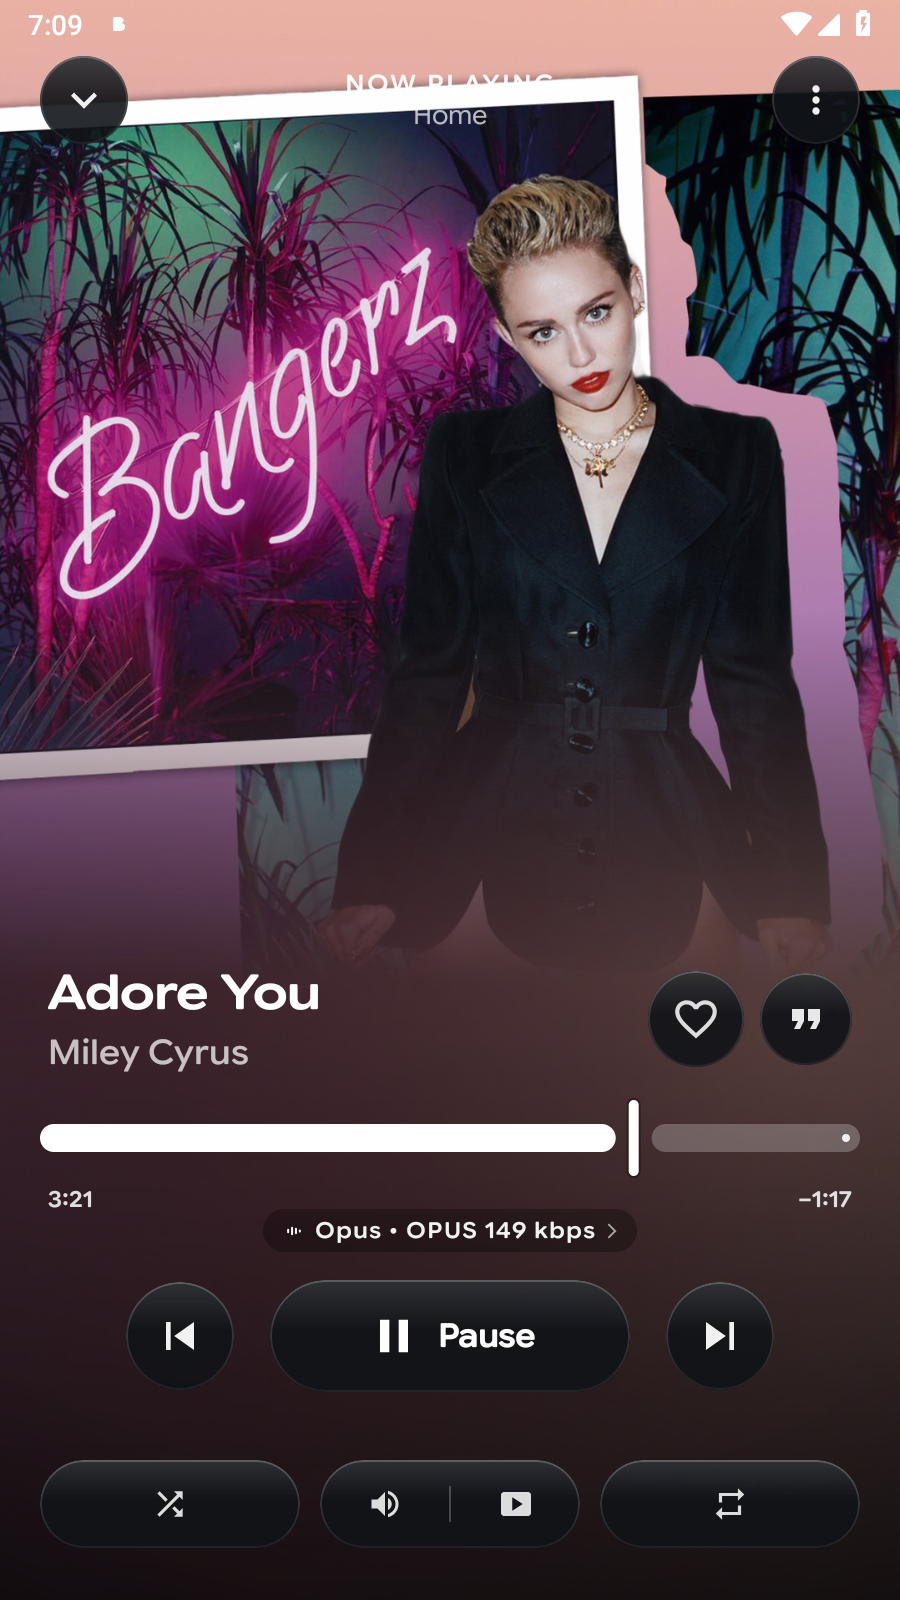 7:09
NOW PLAYING
Home
Bangerz
Adore You
Miley Cyrus
3:21
−1:17
Opus • OPUS 149 kbps
Pause